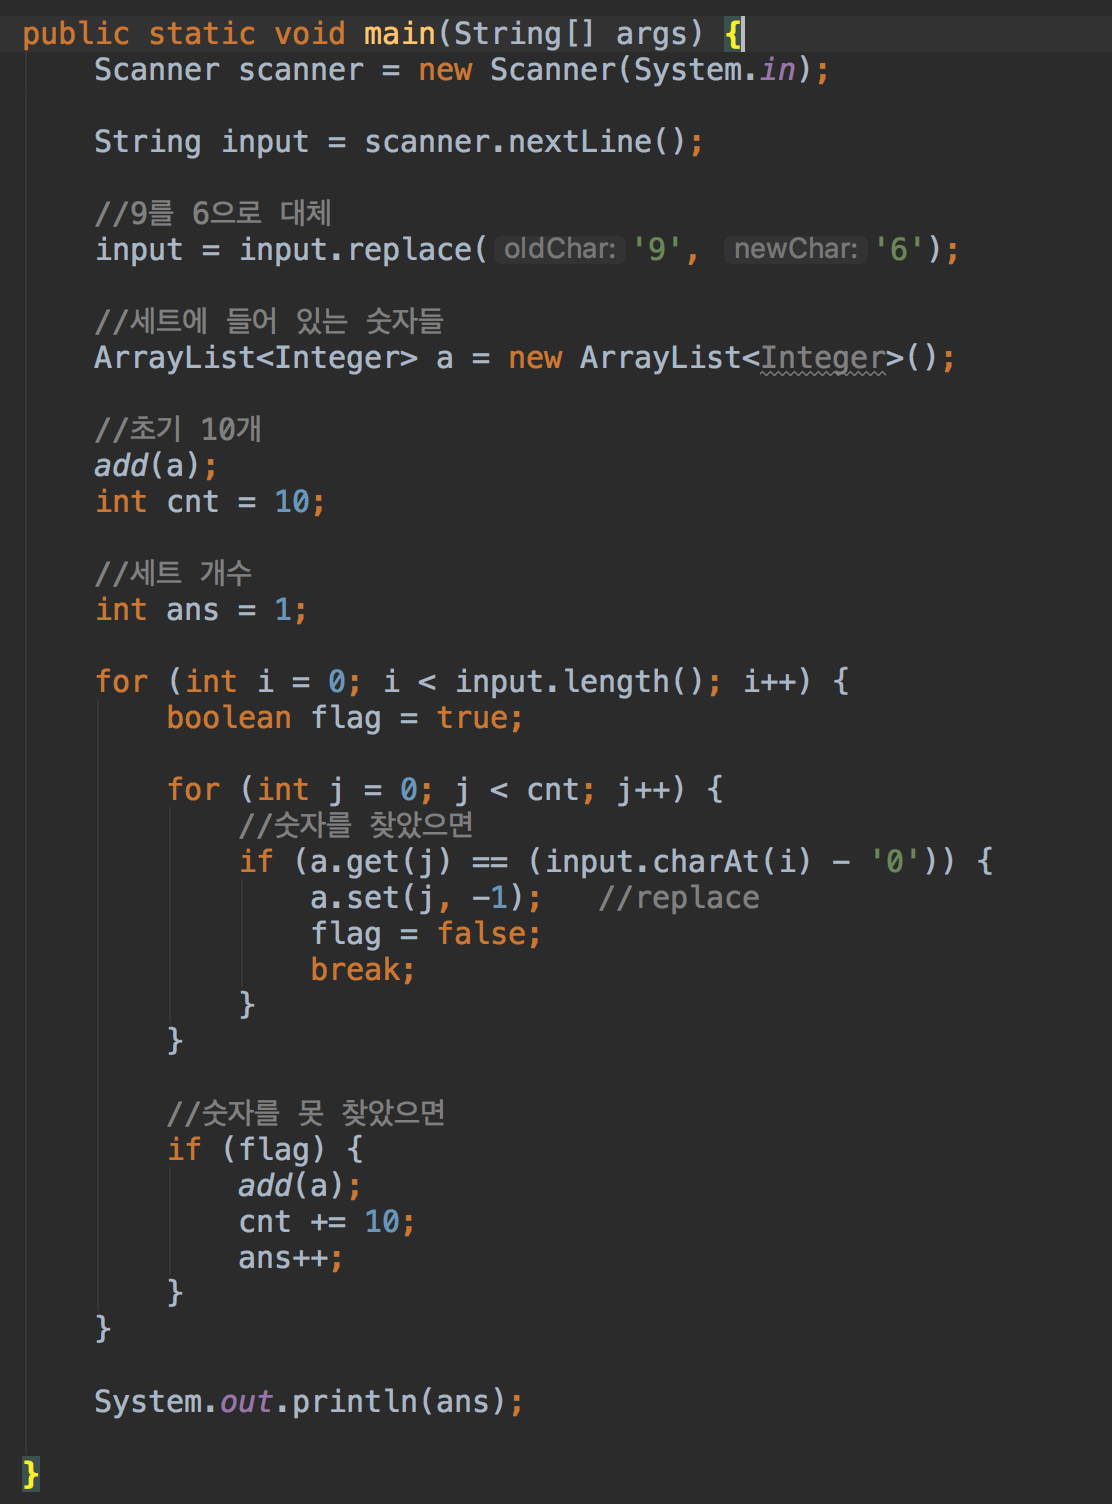 public static void main(String[] args) {
Scanner scanner = new Scanner(System.in);
String input = scanner.nextLine();
//9를 6으로 대체
input = input.replace( oldChar: '9', newChar: '6');
//세트에 들어 있는 숫자들
ArrayList<Integer> a = new ArrayList<Integer>();
//초기 10개
add(a);
int cnt = 10;
//세트 개수
int ans = 1;
for (int i = 0; i < input.length(); i++) {
boolean flag = true;
for (int j = 0; j < cnt; j++) {
//숫자를 찾았으면
if (a.get(j) == (input.charAt(i) - '0')) {
a.set(j, -1); //replace
flag = false;
break;
}
}
//숫자를 못 찾았으면
if (flag) {
add(a);
cnt += 10;
ans++;
}
}
System.out.println(ans);
}